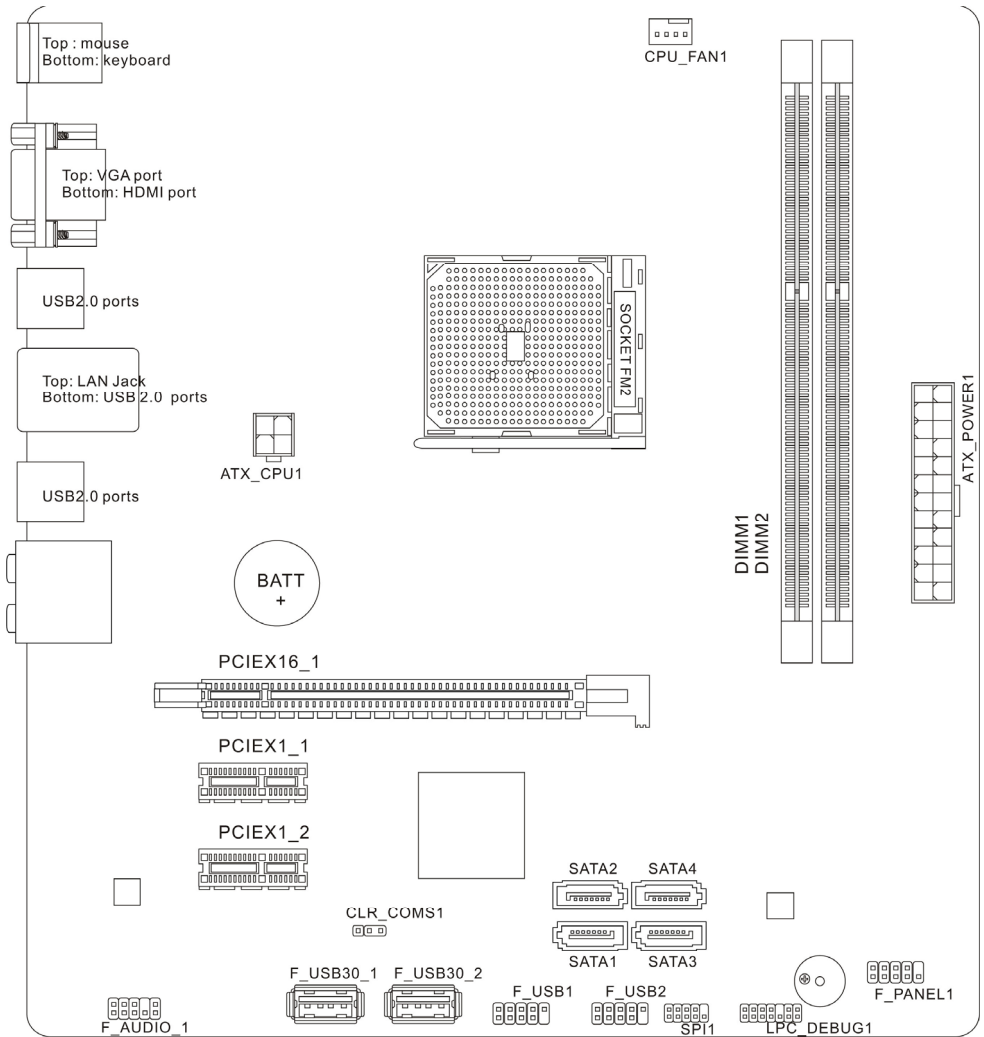 CPU_FAN1
Top : mouse
Bottom: keyboard
Top: VGA port
Bottom: HDMI port
USB2.0 ports
SOCKET FM2
Top: LAN Jack
Bottom: USB 2.0 ports
ATX_POWER1
ATX_CPU1
USB2.0 ports
DIMM1
DIMM2
BATT
+
PCIEX16_1
PCIEX1_1
PCIEX1_2
SATA2 SATA4
CLR_COMS1
SATA1 SATA3
F_USB30_1 F_USB30_2
F_USB1 F_USB2
F_PANEL1
F_AUDIO_1
SPI1
LPC_DEBUG1